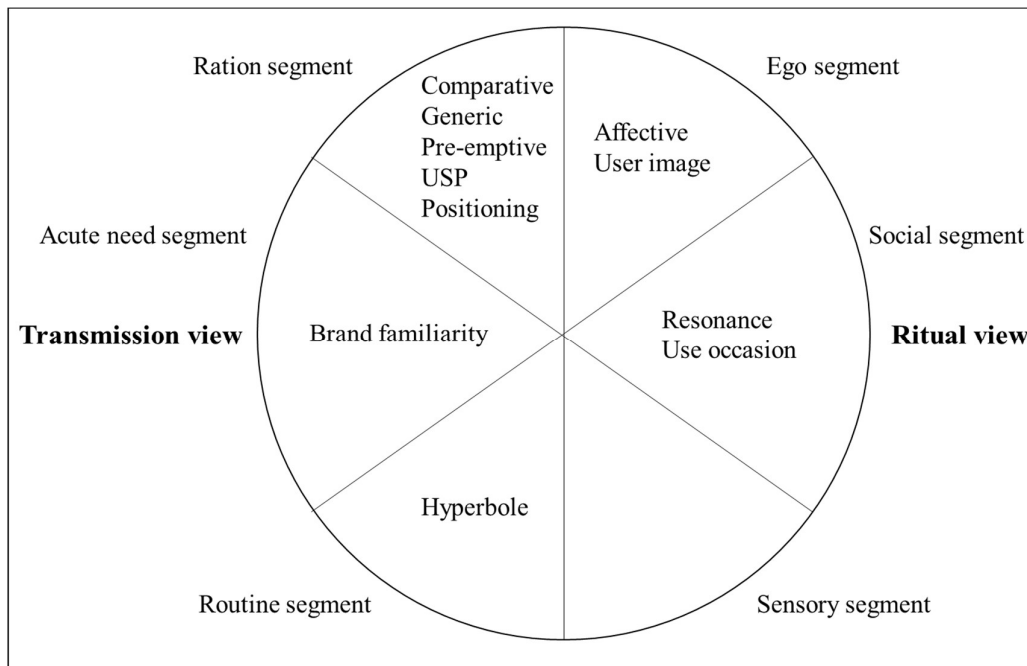 Ration segment
Ego segment
Comparative
Generic
Pre-emptive
USP
Positioning
Affective
User image
Acute need segment
Social segment
Transmission view
Brand familiarity
Resonance
Use occasion
Ritual view
Hyperbole
Routine segment
Sensory segment